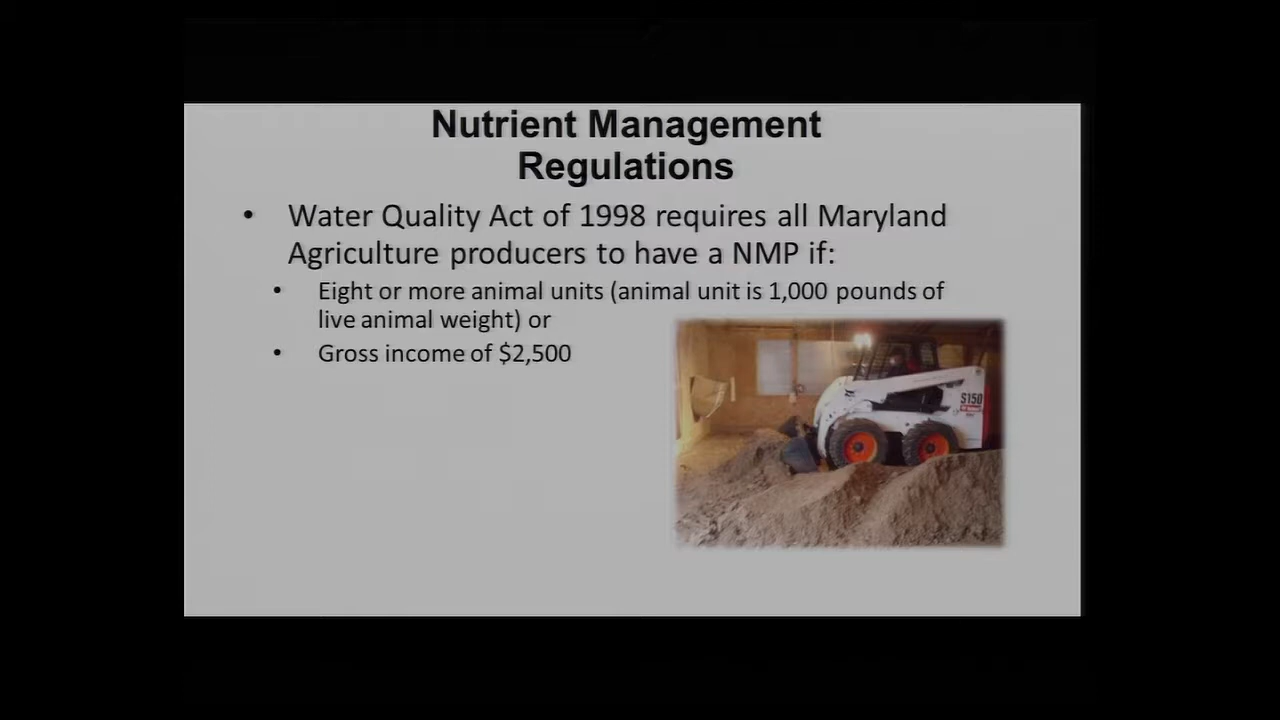 Nutrient Management
Regulations
• Water Quality Act of 1998 requires all Maryland
Agriculture producers to have a NMP if:
• Eight or more animal units (animal unit is 1,000 pounds of
live animal weight) or
• Gross income of $2,500
S150